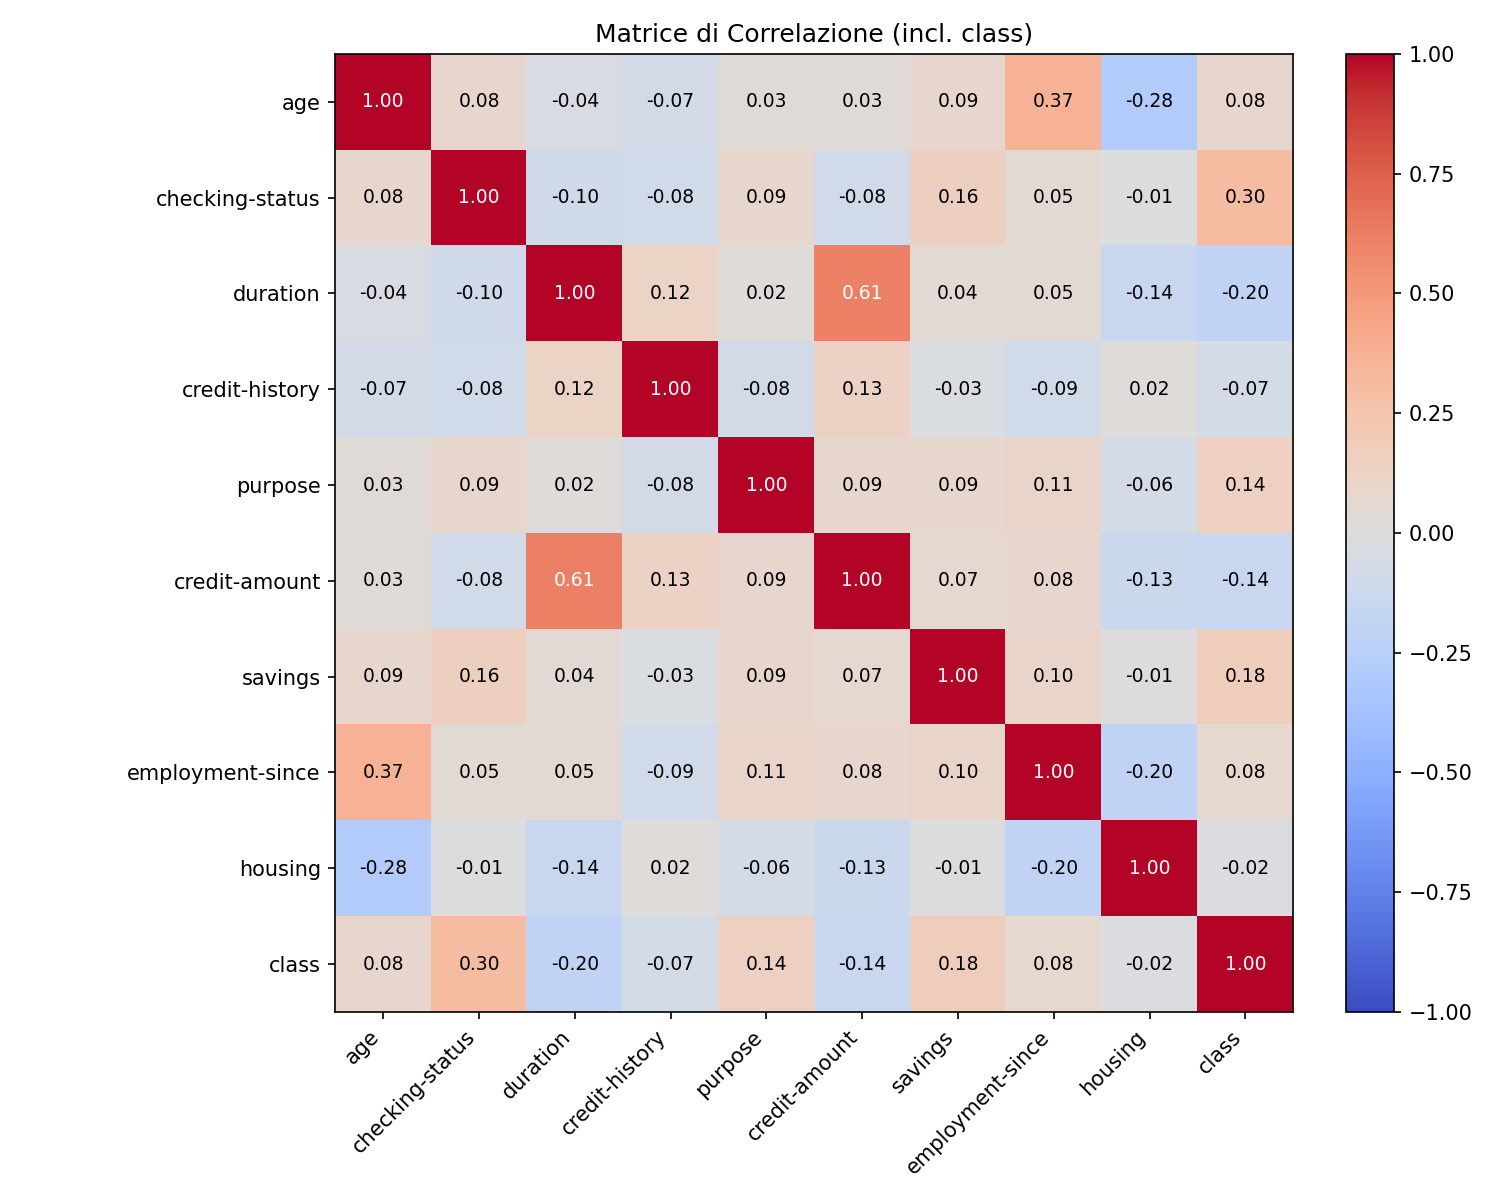 Matrice di Correlazione (incl. class)
age 1.00 0.08 -0.04 -0.07 0.03 0.03 0.09 0.37 -0.28 0.08
checking-status 0.08 1.00 -0.10 -0.08 0.09 -0.08 0.16 0.05 -0.01 0.30
duration -0.04 -0.10 1.00 0.12 0.02 0.61 0.04 0.05 -0.14 -0.20
credit-history -0.07 -0.08 0.12 1.00 -0.08 0.13 -0.03 -0.09 0.02 -0.07
purpose 0.03 0.09 0.02 -0.08 1.00 0.09 0.09 0.11 -0.06 0.14
credit-amount 0.03 -0.08 0.61 0.13 0.09 1.00 0.07 0.08 -0.13 -0.14
savings 0.09 0.16 0.04 -0.03 0.09 0.07 1.00 0.10 -0.01 0.18
employment-since 0.37 0.05 0.05 -0.09 0.11 0.08 0.10 1.00 -0.20 0.08
housing -0.28 -0.01 -0.14 0.02 -0.06 -0.13 -0.01 -0.20 1.00 -0.02
class 0.08 0.30 -0.20 -0.07 0.14 -0.14 0.18 0.08 -0.02 1.00
age checking-status duration credit-history purpose credit-amount savings employment-since housing class
1.00
0.75
0.50
0.25
0.00
−0.25
−0.50
−0.75
−1.00